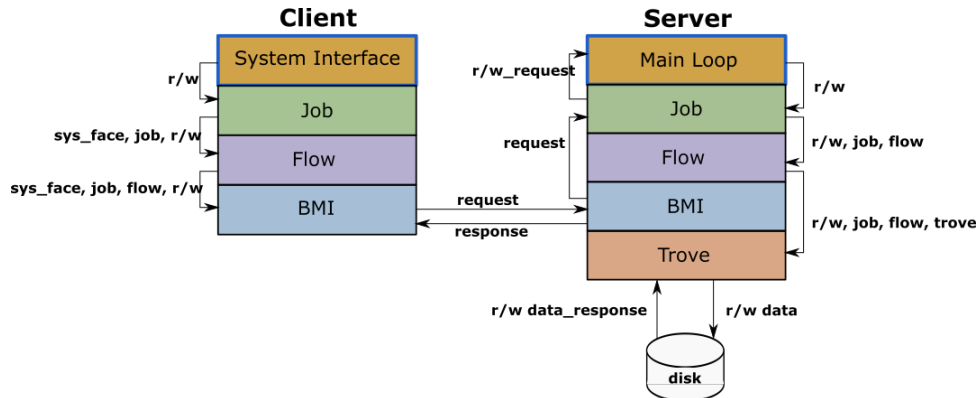 Client
System Interface
r/w
Job
sys_face, job, r/w
Flow
sys_face, job, flow, r/w
BMI
request
response
Server
Main Loop
r/w_request
r/w
Job
request
r/w, job, flow
Flow
BMI
r/w, job, flow, trove
Trove
r/w data_response
r/w data
disk